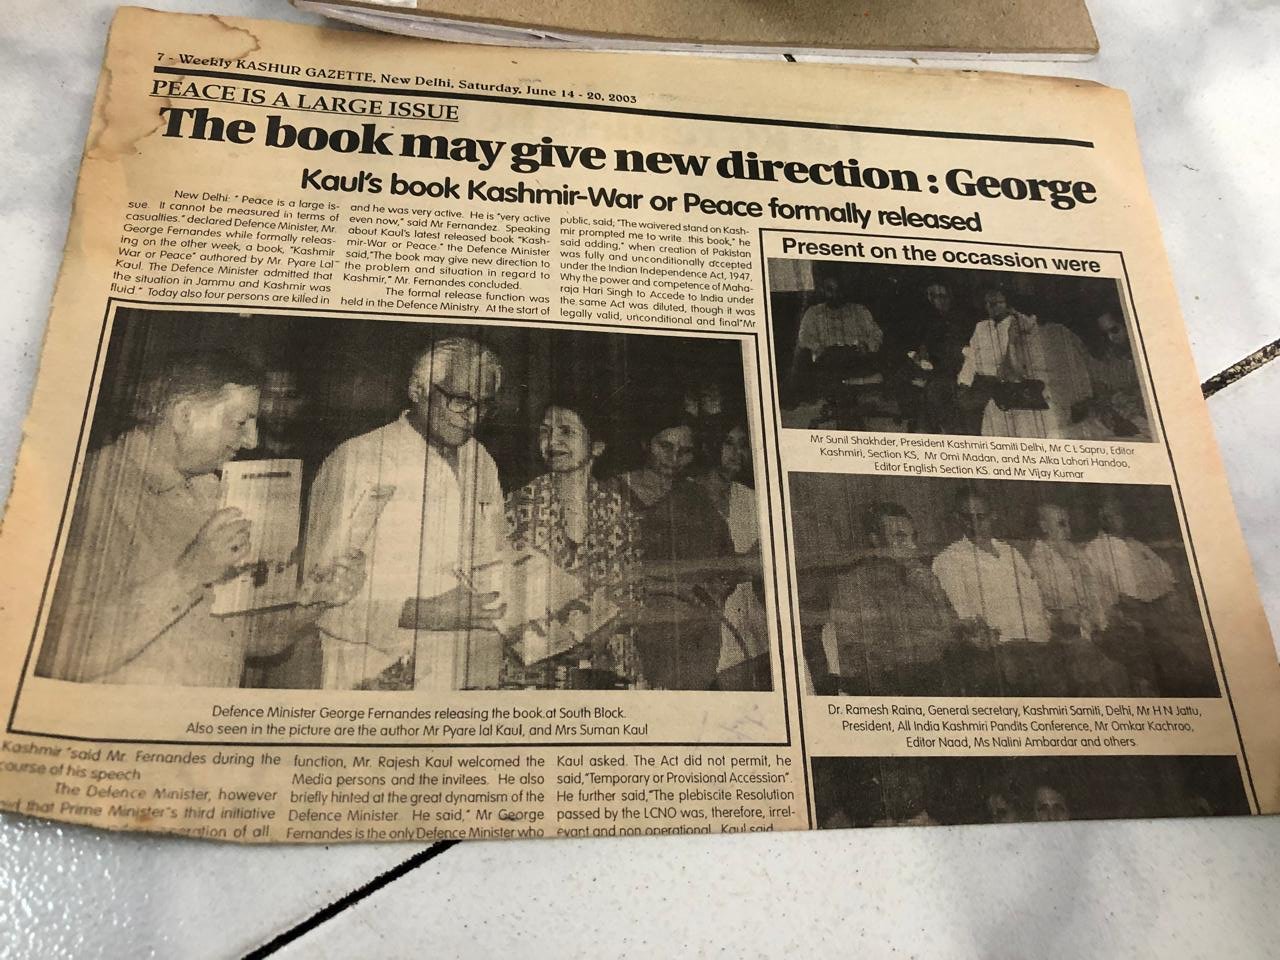 7 - Weekly KASHUR GAZETTE, New Delhi, Saturday, June 14 - 20, 2003
PEACE IS A LARGE ISSUE
The book may give new direction : George
Kaul's book Kashmir-War or Peace formally released
New Delhi: " Peace is a large is-
sue. It cannot be measured in terms of
casualties." declared Defence Minister, Mr.
George Fernandes while formally releas-
ing on the other week, a book, "Kashmir
War or Peace" authored by Mr. Pyare Lal
Kaul. The Defence Minister admitted that
the situation in Jammu and Kashmir was
fluid." Today also four persons are killed in
Defence Minister George Fernandes releasing the book at South Block.
Also seen in the picture are the author Mr Pyare lal Kaul, and Mrs Suman Kaul
Kashmir "said Mr. Fernandes during the
course of his speech
The Defence Minister, however
said that Prime Minister's third initiative
of all
and he was very active. He is "very active
even now," said Mr Fernandez. Speaking
about Kaul's latest released book "Kash-
mir-War or Peace." the Defence Minister
said,"The book may give new direction to
the problem and situation in regard to
Kashmir," Mr. Fernandes concluded.
The formal release function was
held in the Defence Ministry. At the start of
function, Mr. Rajesh Kaul welcomed the
Media persons and the invitees. He also
briefly hinted at the great dynamism of the
Defence Minister. He said," Mr George
Fernandes is the only Defence Minister who
public, said; "The waivered stand on Kash-
mir prompted me to write this book," he
said adding," when creation of Pakistan
was fully and unconditionally accepted
under the Indian Independence Act, 1947,
Why the power and competence of Maha-
raja Hari Singh to Accede to India under
the same Act was diluted, though it was
legally valid, unconditional and final"Mr
Kaul asked. The Act did not permit, he
said,"Temporary or Provisional Accession".
He further said,"The plebiscite Resolution
passed by the LCNO was, therefore, irrel-
evant and non operational. Kaul said
Present on the occassion were
Mr Sunil Shakhder, President Kashmiri Samiti Delhi, Mr C L Sapru, Editor
Kashmiri, Section KS, Mr Omi Madan, and Ms Alka Lahori Handoo,
Editor English Section KS. and Mr Vijay Kumar
Dr. Ramesh Raina, General secretary, Kashmiri Samiti, Delhi, Mr H N Jattu,
President, All India Kashmiri Pandits Conference, Mr Omkar Kachroo,
Editor Naad, Ms Nalini Ambardar and others.